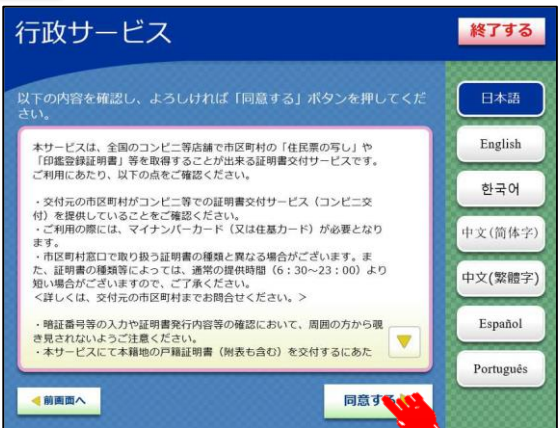 行政サービス
終了する
以下の内容を確認し、よろしければ「同意する」ボタンを押してくだ
さい。
本サービスは、全国のコンビニ等店舗で市区町村の「住民票の写し」や
「印鑑登録証明書」等を取得することが出来る証明書交付サービスです。
ご利用にあたり、以下の点をご確認ください。
・交付元の市区町村がコンビニ等での証明書交付サービス(コンビニ交
付)を提供していることをご確認ください。
・ご利用の際には、マイナンバーカード(又は住基カード)が必要となり
ます。
・市区町村窓口で取り扱う証明書の種類と異なる場合がございます。ま
た、証明書の種類等によっては、通常の提供時間(6:30~23:00)より
短い場合がございますので、ご了承ください。
<詳しくは、交付元の市区町村までお問合せください。>
・暗証番号等の入力や証明書発行内容等の確認において、周囲の方から覗
き見されないようご注意ください。
・本サービスにて本籍地の戸籍証明書(附表も含む)を交付するにあた
前画面へ
同意する
日本語
English
한국어
中文(简体字)
中文(繁體字)
Español
Português